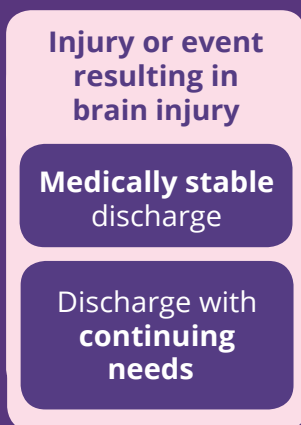 Injury or event
resulting in
brain injury
Medically stable
discharge
Discharge with
continuing
needs